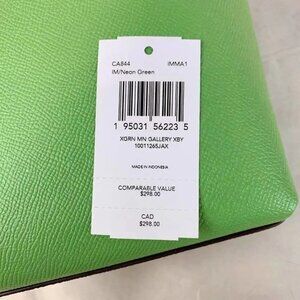 CA844 IMMA1
IM/Neon Green
1 95031 56223 5
XGRN MN GALLERY XBY
10011265JAX
MADE IN INDONESIA
COMPARABLE VALUE
$298.00
CAD
$298.00